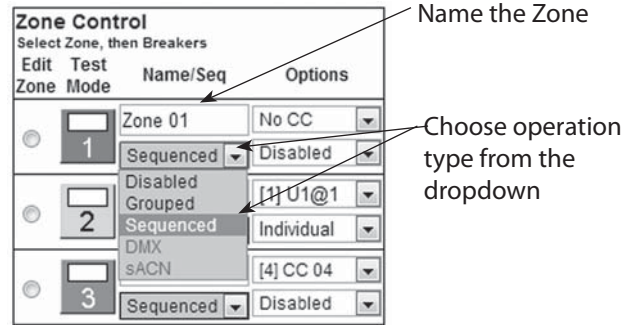 Zone Control
Select Zone, then Breakers
Edit Zone
Test Mode
Name/Seq
Options
1
Zone 01
No CC
Sequenced
Disabled
Disabled
Grouped
Sequenced
DMX
sACN
2
[1] U1@1
Individual
3
[4] CC 04
Sequenced
Disabled
Name the Zone
Choose operation
type from the
dropdown